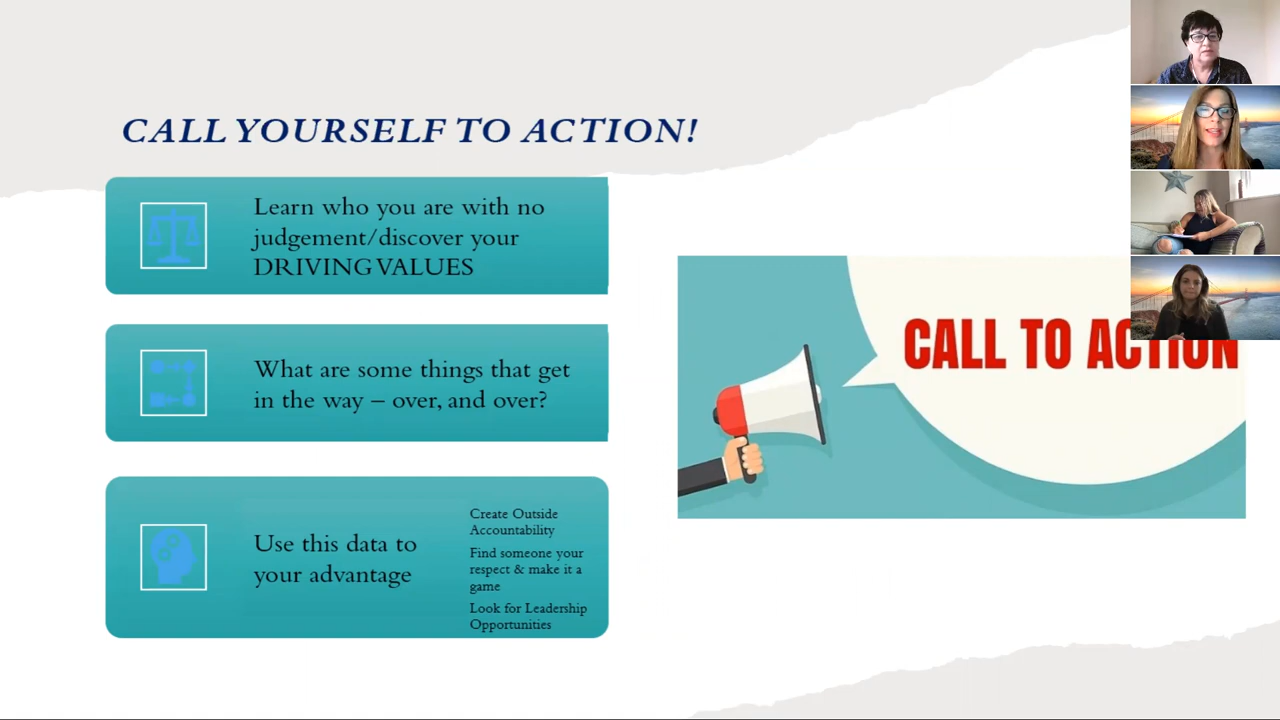 CALL YOURSELF TO ACTION!
Learn who you are with no
judgement/discover your
DRIVING VALUES
What are some things that get
in the way – over, and over?
Use this data to
your advantage
Create Outside
Accountability
Find someone your
respect & make it a
game
Look for Leadership
Opportunities
CALL TO ACTION